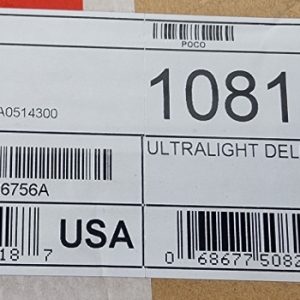 POCO
1081
A0514300
ULTRALIGHT DEL
6756A
USA
18 7
0 68677 5082